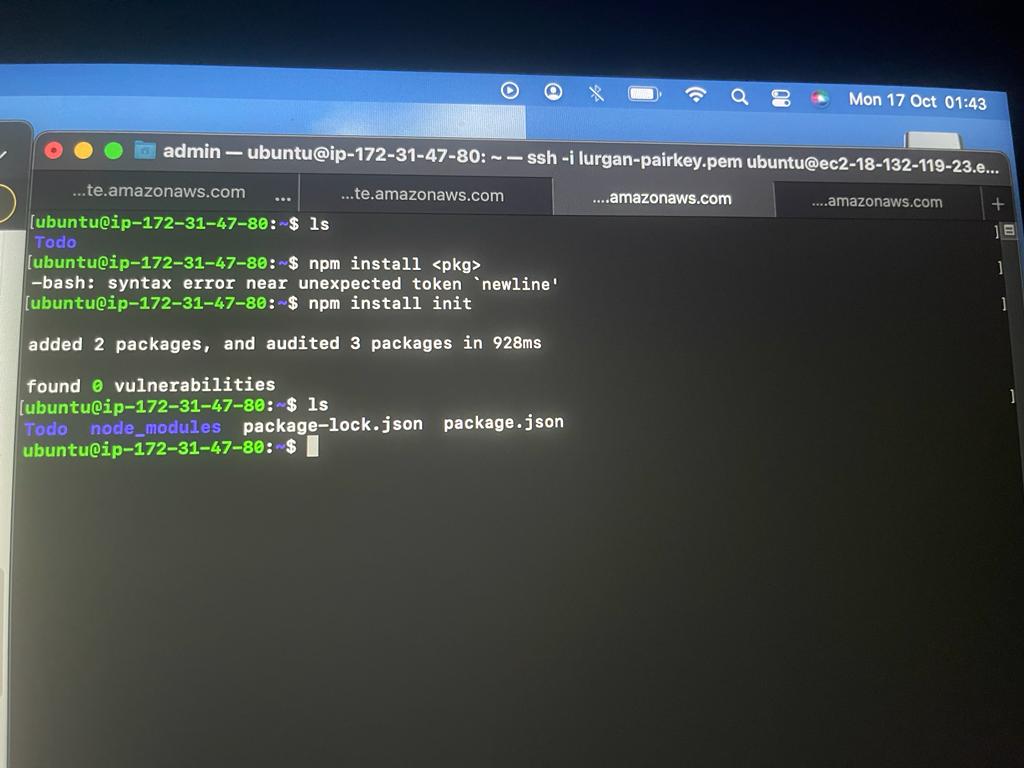 Mon 17 Oct 01:43
admin — ubuntu@ip-172-31-47-80: ~ — ssh -i lurgan-pairkey.pem ubuntu@ec2-18-132-119-23.e...
...te.amazonaws.com ... ...te.amazonaws.com ....amazonaws.com ....amazonaws.com +
[ubuntu@ip-172-31-47-80:~$ ls ]
Todo
[ubuntu@ip-172-31-47-80:~$ npm install <pkg> ]
-bash: syntax error near unexpected token `newline'
[ubuntu@ip-172-31-47-80:~$ npm install init ]
added 2 packages, and audited 3 packages in 928ms
found 0 vulnerabilities
[ubuntu@ip-172-31-47-80:~$ ls ]
Todo node_modules package-lock.json package.json
ubuntu@ip-172-31-47-80:~$